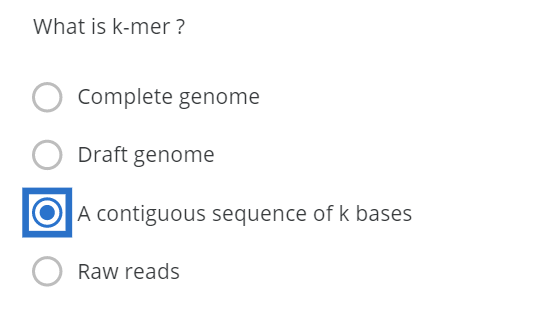 What is k-mer ?
Complete genome
Draft genome
A contiguous sequence of k bases
Raw reads